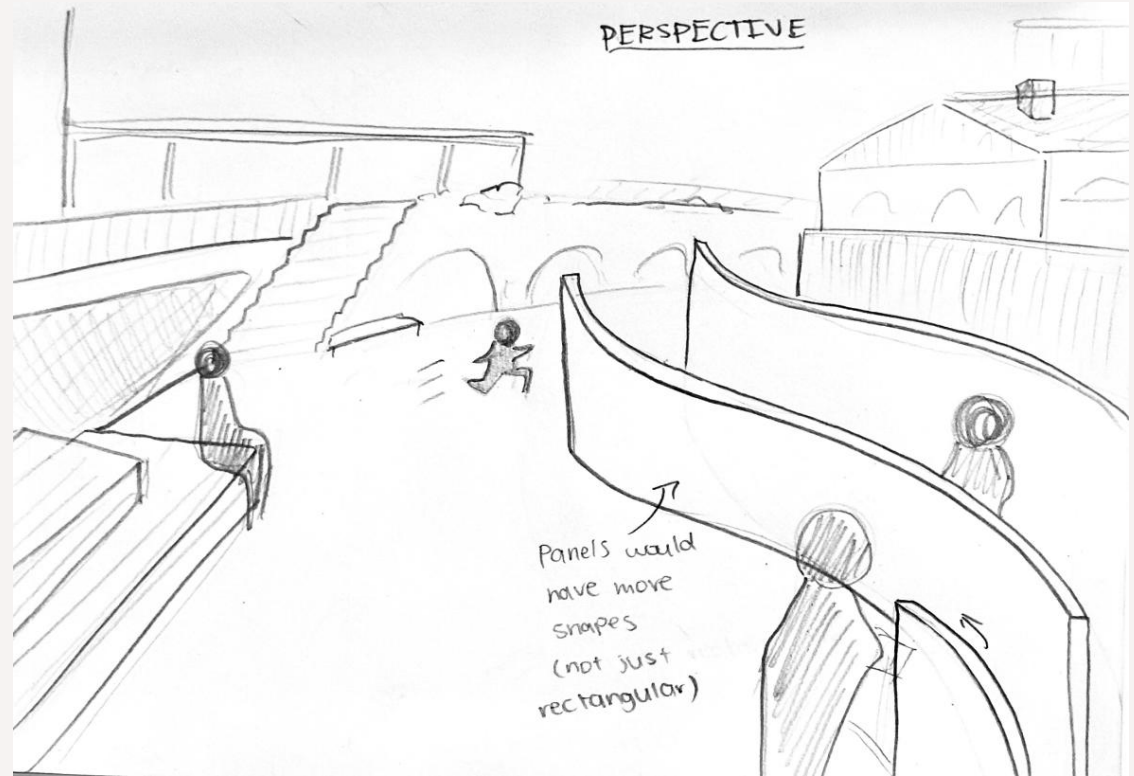 PERSPECTIVE
Panels would
have more
shapes
(not just
rectangular)